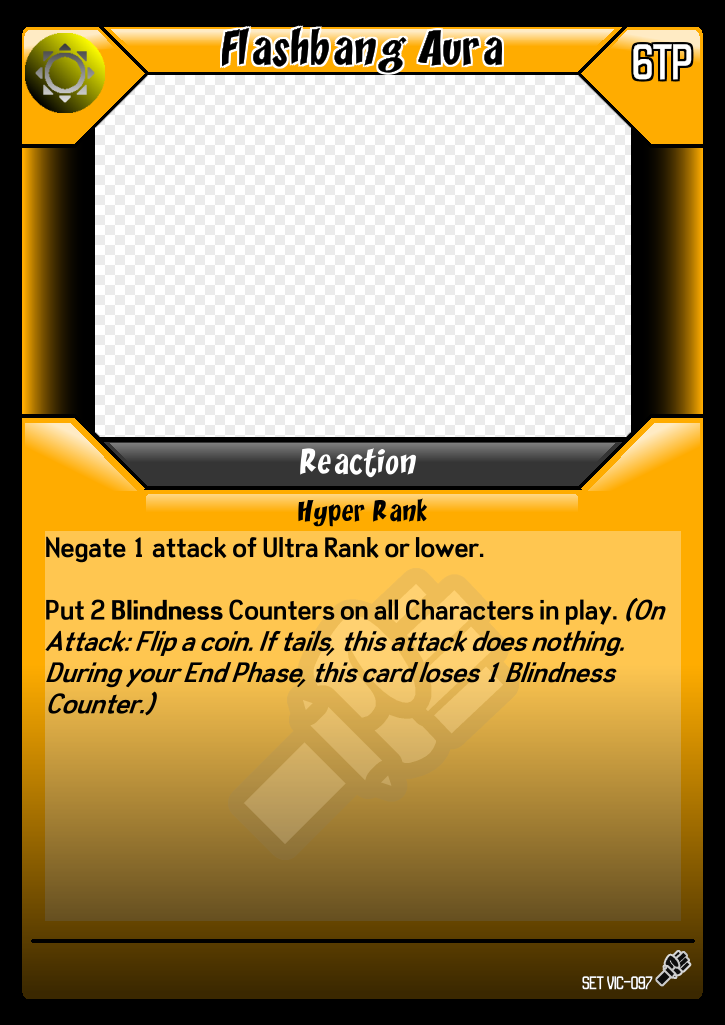 Flashbang Aura
6TP
Reaction
Hyper Rank
Negate 1 attack of Ultra Rank or lower.
Put 2 Blindness Counters on all Characters in play. (On
Attack: Flip a coin. If tails, this attack does nothing.
During your End Phase, this card loses 1 Blindness
Counter.)
SET VIC-097